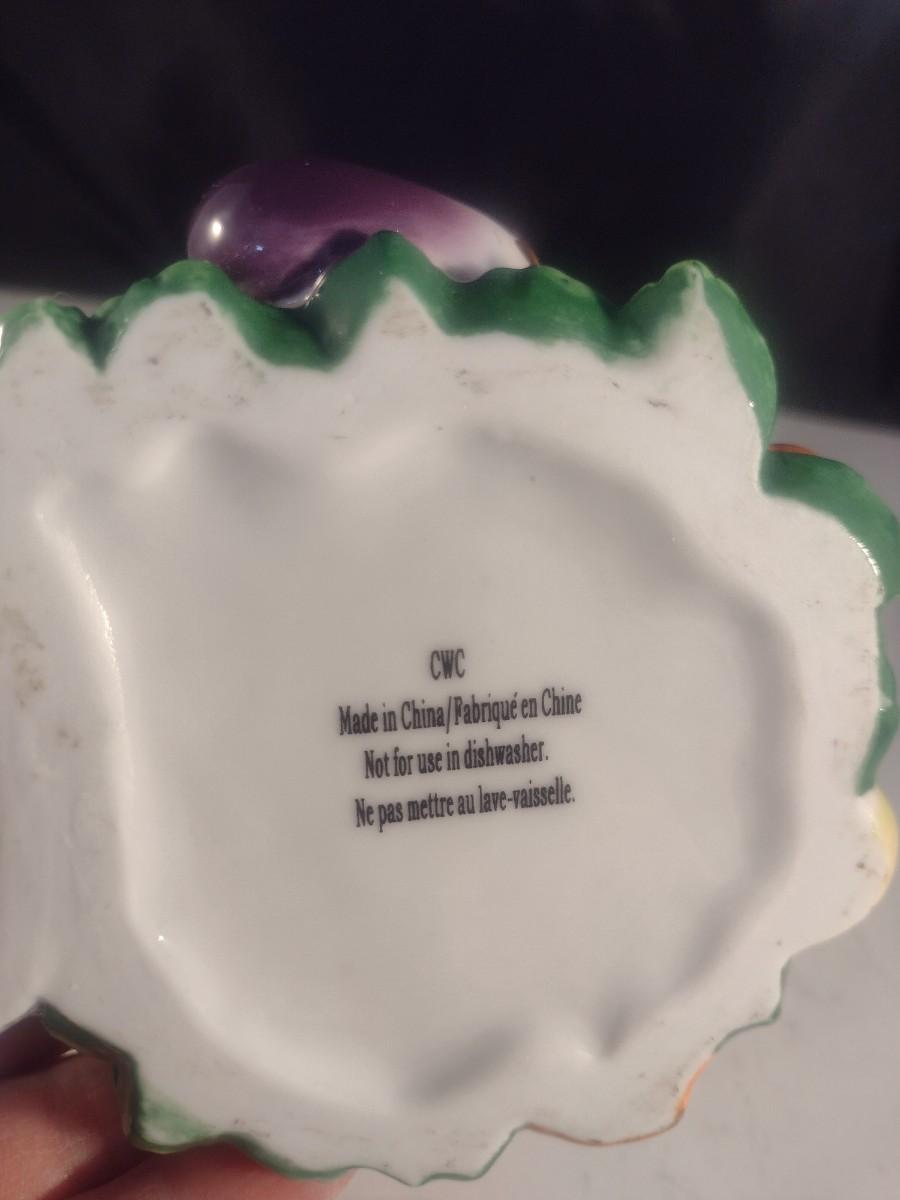 CWC
Made in China/Fabriqué en Chine
Not for use in dishwasher.
Ne pas mettre au lave-vaisselle.